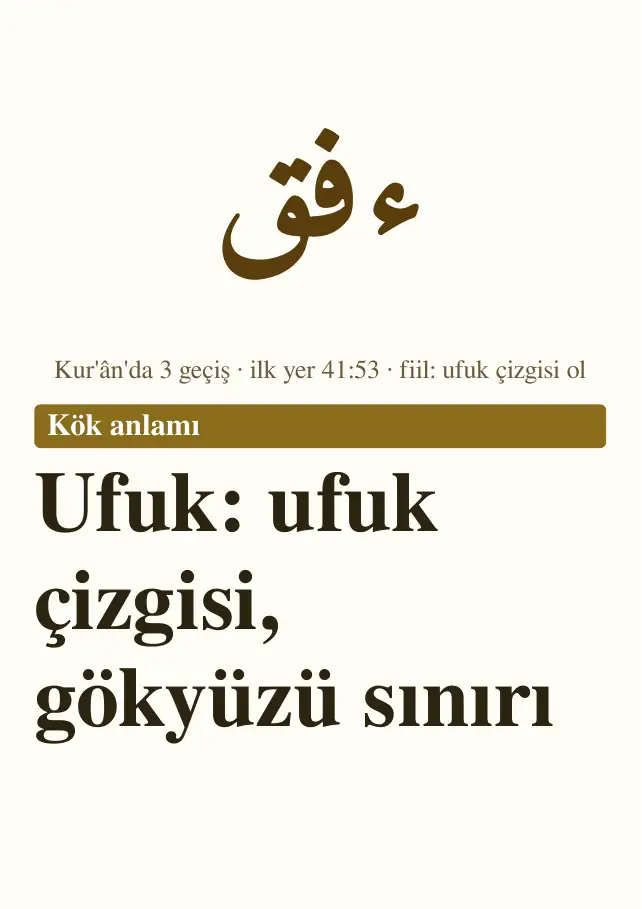 ء فق
Kur'ân'da 3 geçiş · ilk yer 41:53 · fiil: ufuk çizgisi ol
Kök anlamı
Ufuk: ufuk
çizgisi,
gökyüzü sınırı